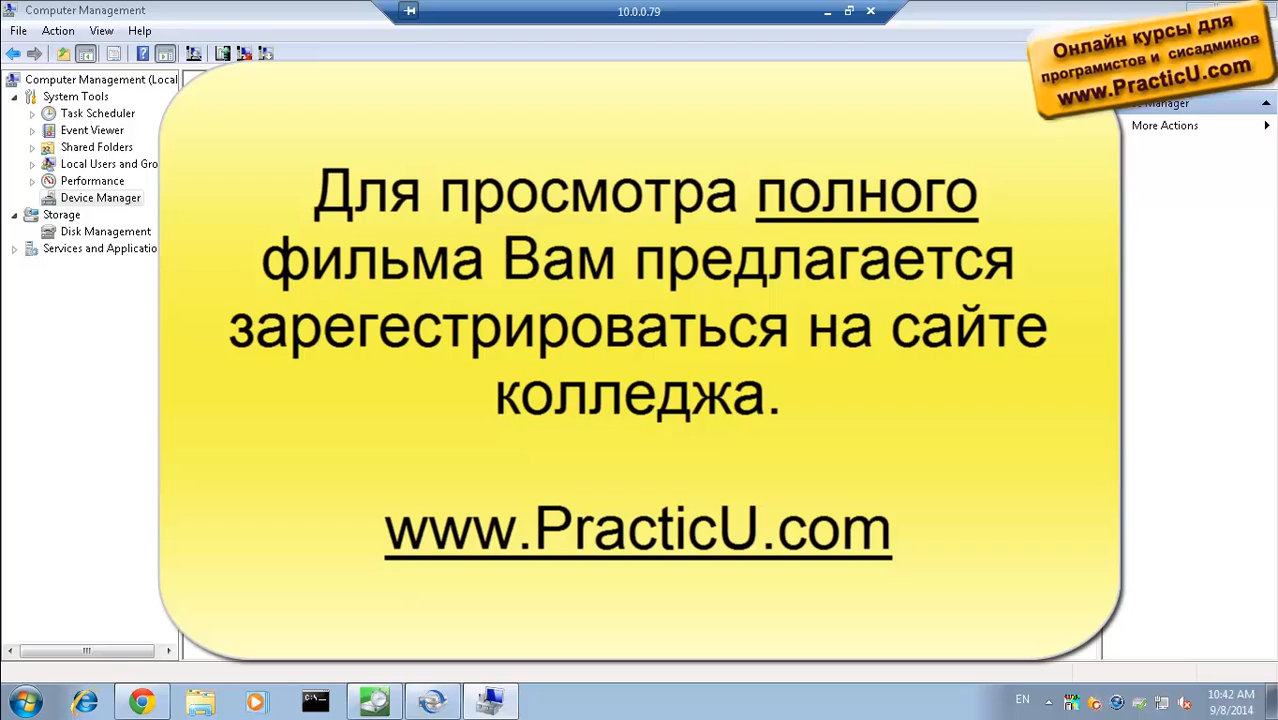 Computer Management
10.0.0.79
File Action View Help
Онлайн курсы для
програмистов и сисадминов
www.PracticU.com
Computer Management (Local
System Tools
Task Scheduler
Event Viewer
Shared Folders
Local Users and Gro
Performance
Device Manager
Storage
Disk Management
Services and Applicatio
Manager
More Actions
Для просмотра полного
фильма Вам предлагается
зарегестрироваться на сайте
колледжа.
www.PracticU.com
EN
10:42 AM
9/8/2014